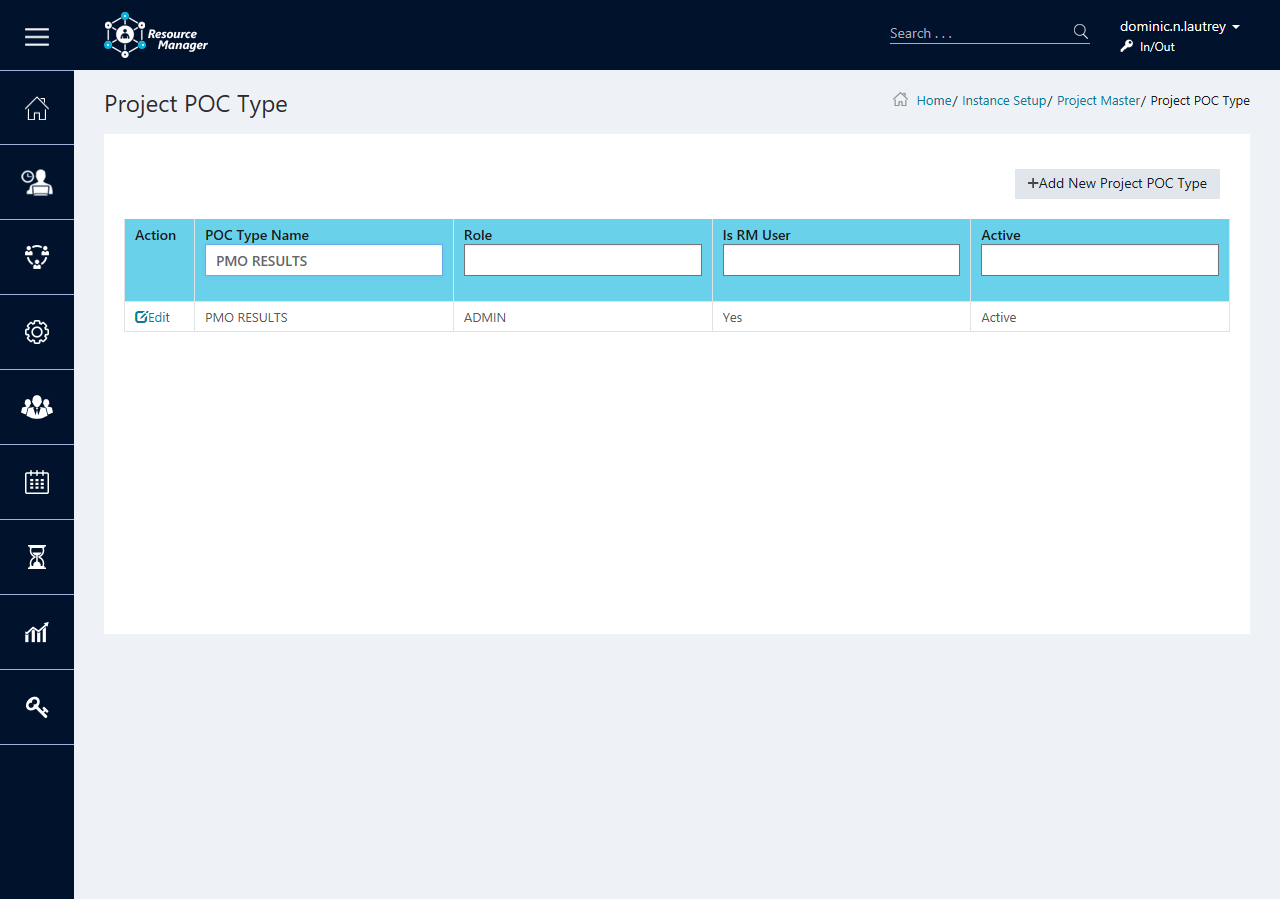 Resource
Manager
Search . . .
dominic.n.lautrey
In/Out
Project POC Type
Home/ Instance Setup/ Project Master/ Project POC Type
+Add New Project POC Type
Action POC Type Name Role Is RM User Active
PMO RESULTS
Edit PMO RESULTS ADMIN Yes Active